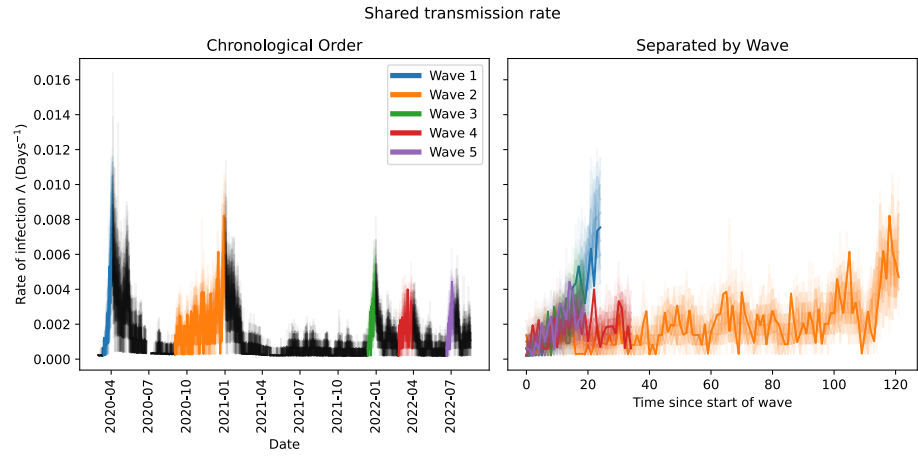 Shared transmission rate
Chronological Order
Separated by Wave
Rate of infection Λ (Days⁻¹)
0.016
0.014
0.012
0.010
0.008
0.006
0.004
0.002
0.000
Wave 1
Wave 2
Wave 3
Wave 4
Wave 5
2020-04
2020-07
2020-10
2021-01
2021-04
2021-07
2021-10
2022-01
2022-04
2022-07
Date
0
20
40
60
80
100
120
Time since start of wave